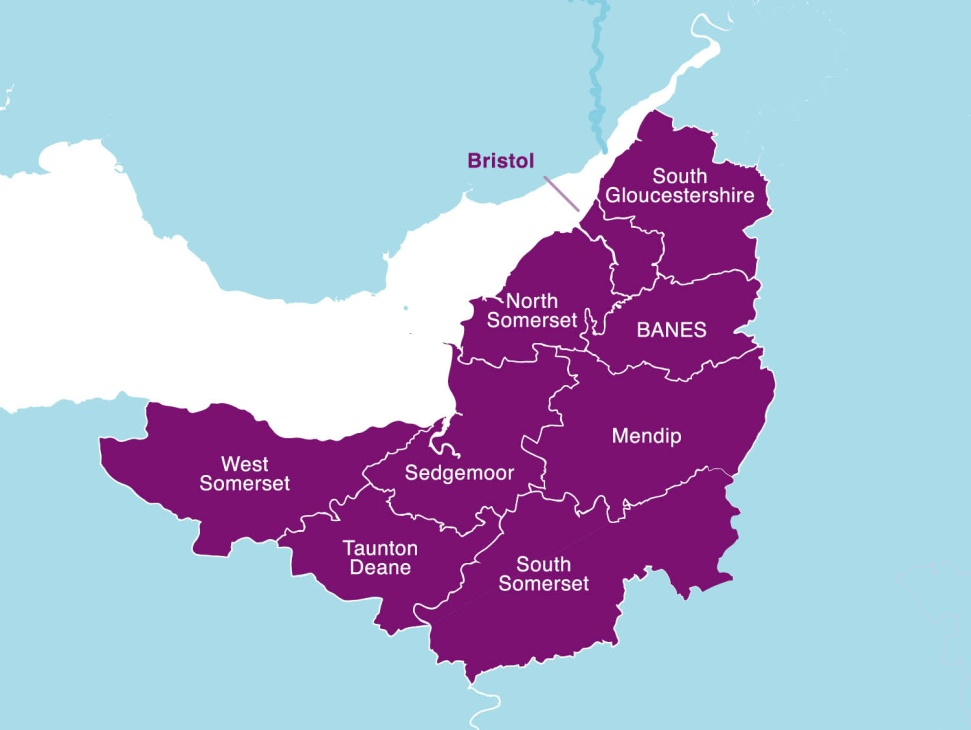 Bristol
South
Gloucestershire
North
Somerset
BANES
Mendip
West
Somerset
Sedgemoor
Taunton
Deane
South
Somerset